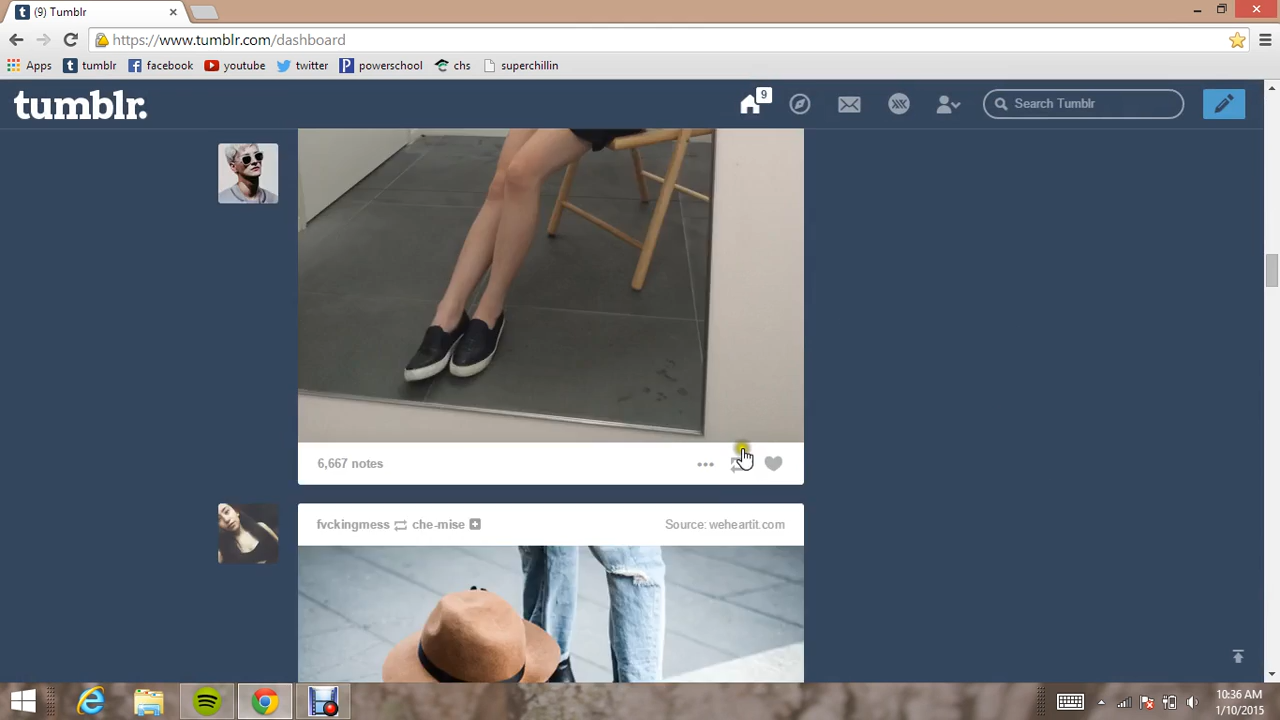 (9) Tumblr
https://www.tumblr.com/dashboard
Apps tumblr facebook youtube twitter powerschool chs superchillin
tumblr.
9
Search Tumblr
6,667 notes
fvckingmess che-mise
Source: weheartit.com
10:36 AM
1/10/2015